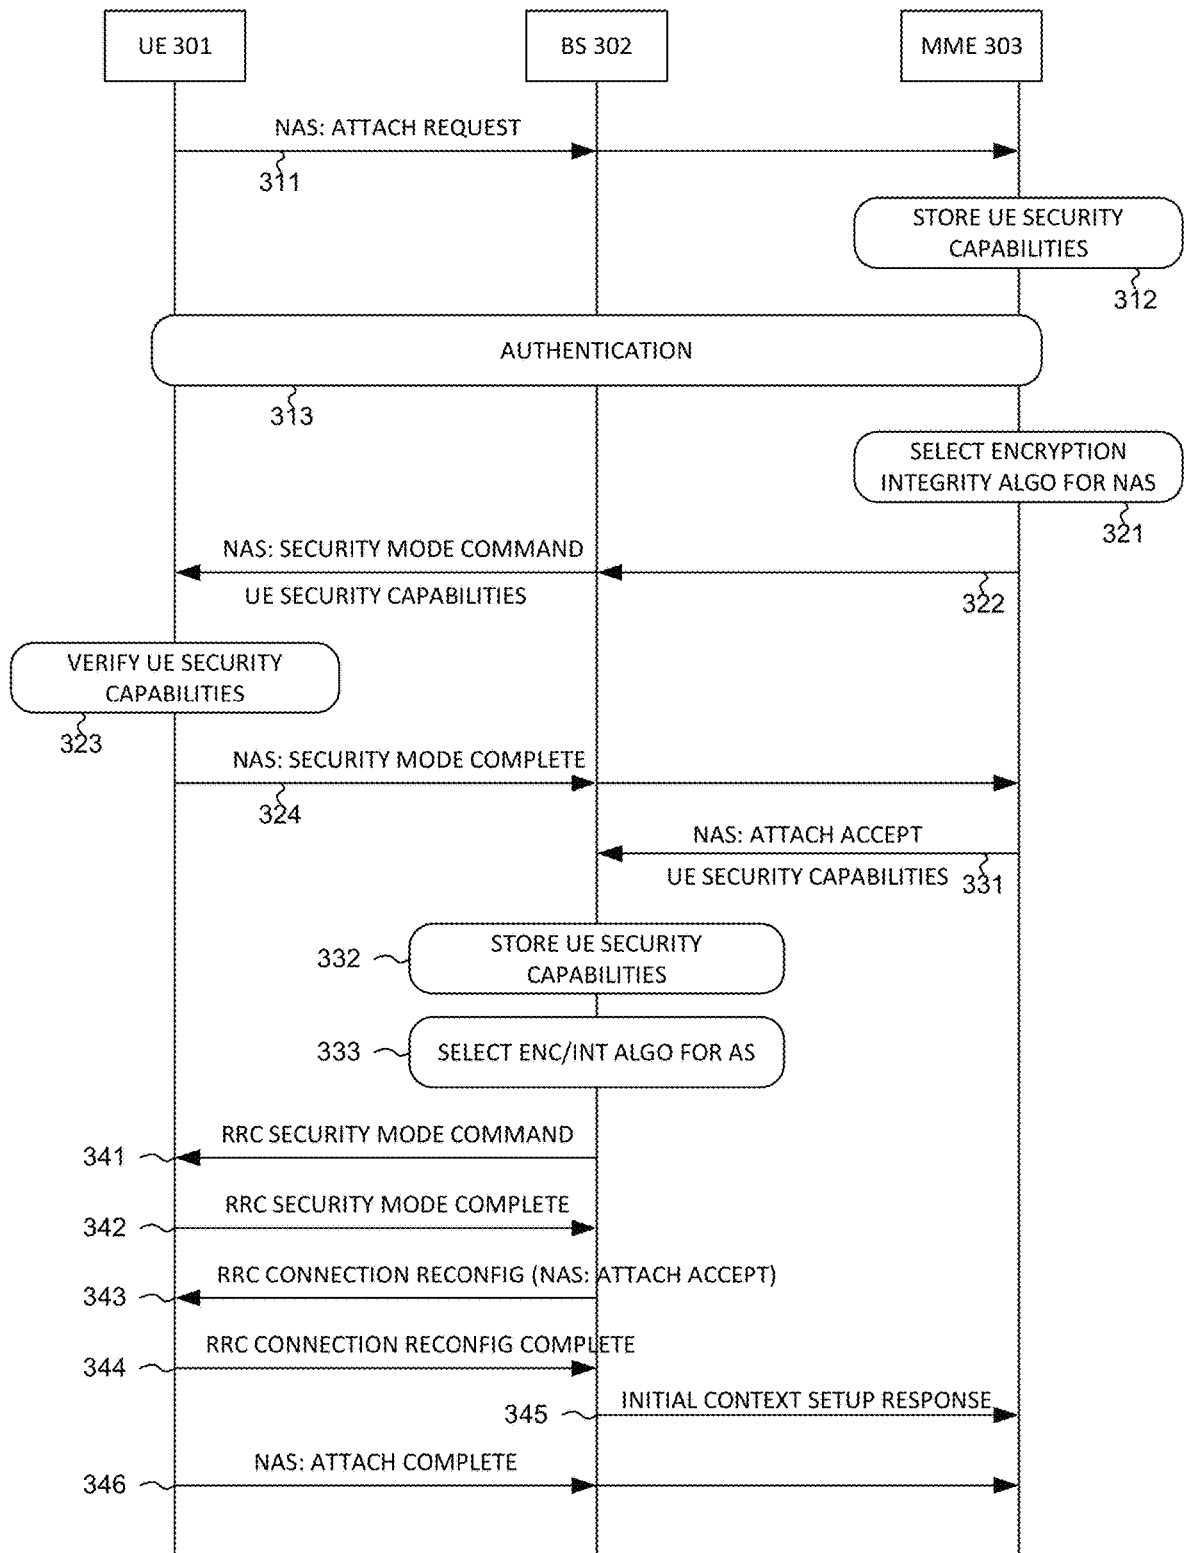 UE 301
BS 302
MME 303
NAS: ATTACH REQUEST
311
STORE UE SECURITY
CAPABILITIES
312
AUTHENTICATION
313
SELECT ENCRYPTION
INTEGRITY ALGO FOR NAS
321
NAS: SECURITY MODE COMMAND
UE SECURITY CAPABILITIES
322
VERIFY UE SECURITY
CAPABILITIES
323
NAS: SECURITY MODE COMPLETE
324
NAS: ATTACH ACCEPT
UE SECURITY CAPABILITIES
331
332
STORE UE SECURITY
CAPABILITIES
333
SELECT ENC/INT ALGO FOR AS
RRC SECURITY MODE COMMAND
341
RRC SECURITY MODE COMPLETE
342
RRC CONNECTION RECONFIG (NAS: ATTACH ACCEPT)
343
RRC CONNECTION RECONFIG COMPLETE
344
INITIAL CONTEXT SETUP RESPONSE
345
NAS: ATTACH COMPLETE
346